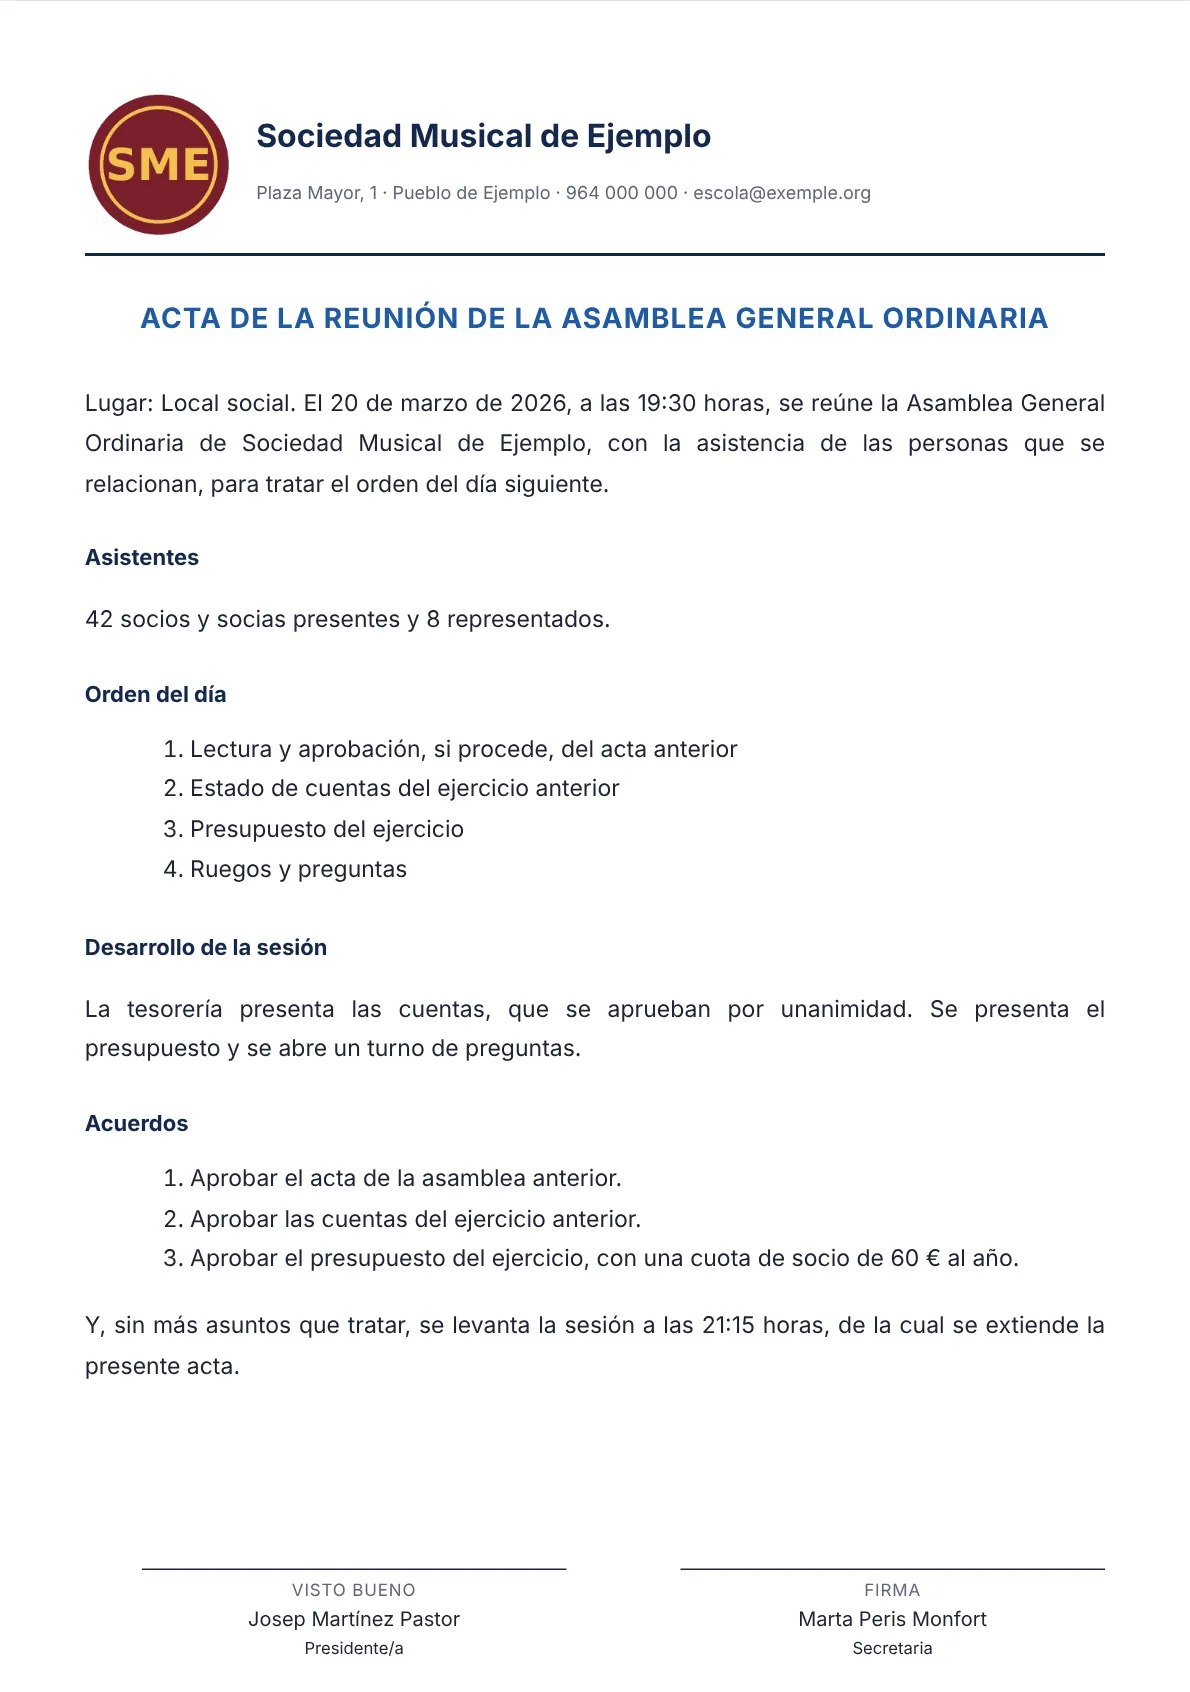 SME
Sociedad Musical de Ejemplo
Plaza Mayor, 1 · Pueblo de Ejemplo · 964 000 000 · escola@exemple.org
ACTA DE LA REUNIÓN DE LA ASAMBLEA GENERAL ORDINARIA
Lugar: Local social. El 20 de marzo de 2026, a las 19:30 horas, se reúne la Asamblea General
Ordinaria de Sociedad Musical de Ejemplo, con la asistencia de las personas que se
relacionan, para tratar el orden del día siguiente.
Asistentes
42 socios y socias presentes y 8 representados.
Orden del día
1. Lectura y aprobación, si procede, del acta anterior
2. Estado de cuentas del ejercicio anterior
3. Presupuesto del ejercicio
4. Ruegos y preguntas
Desarrollo de la sesión
La tesorería presenta las cuentas, que se aprueban por unanimidad. Se presenta el
presupuesto y se abre un turno de preguntas.
Acuerdos
1. Aprobar el acta de la asamblea anterior.
2. Aprobar las cuentas del ejercicio anterior.
3. Aprobar el presupuesto del ejercicio, con una cuota de socio de 60 € al año.
Y, sin más asuntos que tratar, se levanta la sesión a las 21:15 horas, de la cual se extiende la
presente acta.
VISTO BUENO
Josep Martínez Pastor
Presidente/a
FIRMA
Marta Peris Monfort
Secretaria